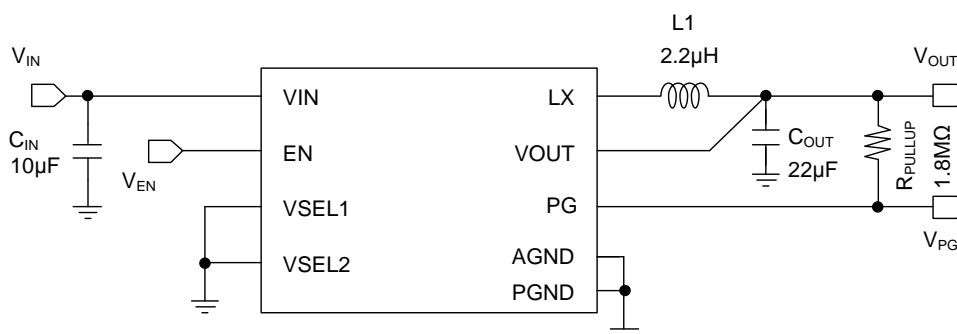 L1
2.2µH
VIN
VOUT
VIN
LX
CIN
10µF
EN
VOUT
COUT
22µF
RPULLUP
1.8MΩ
VEN
VSEL1
PG
VPG
VSEL2
AGND
PGND